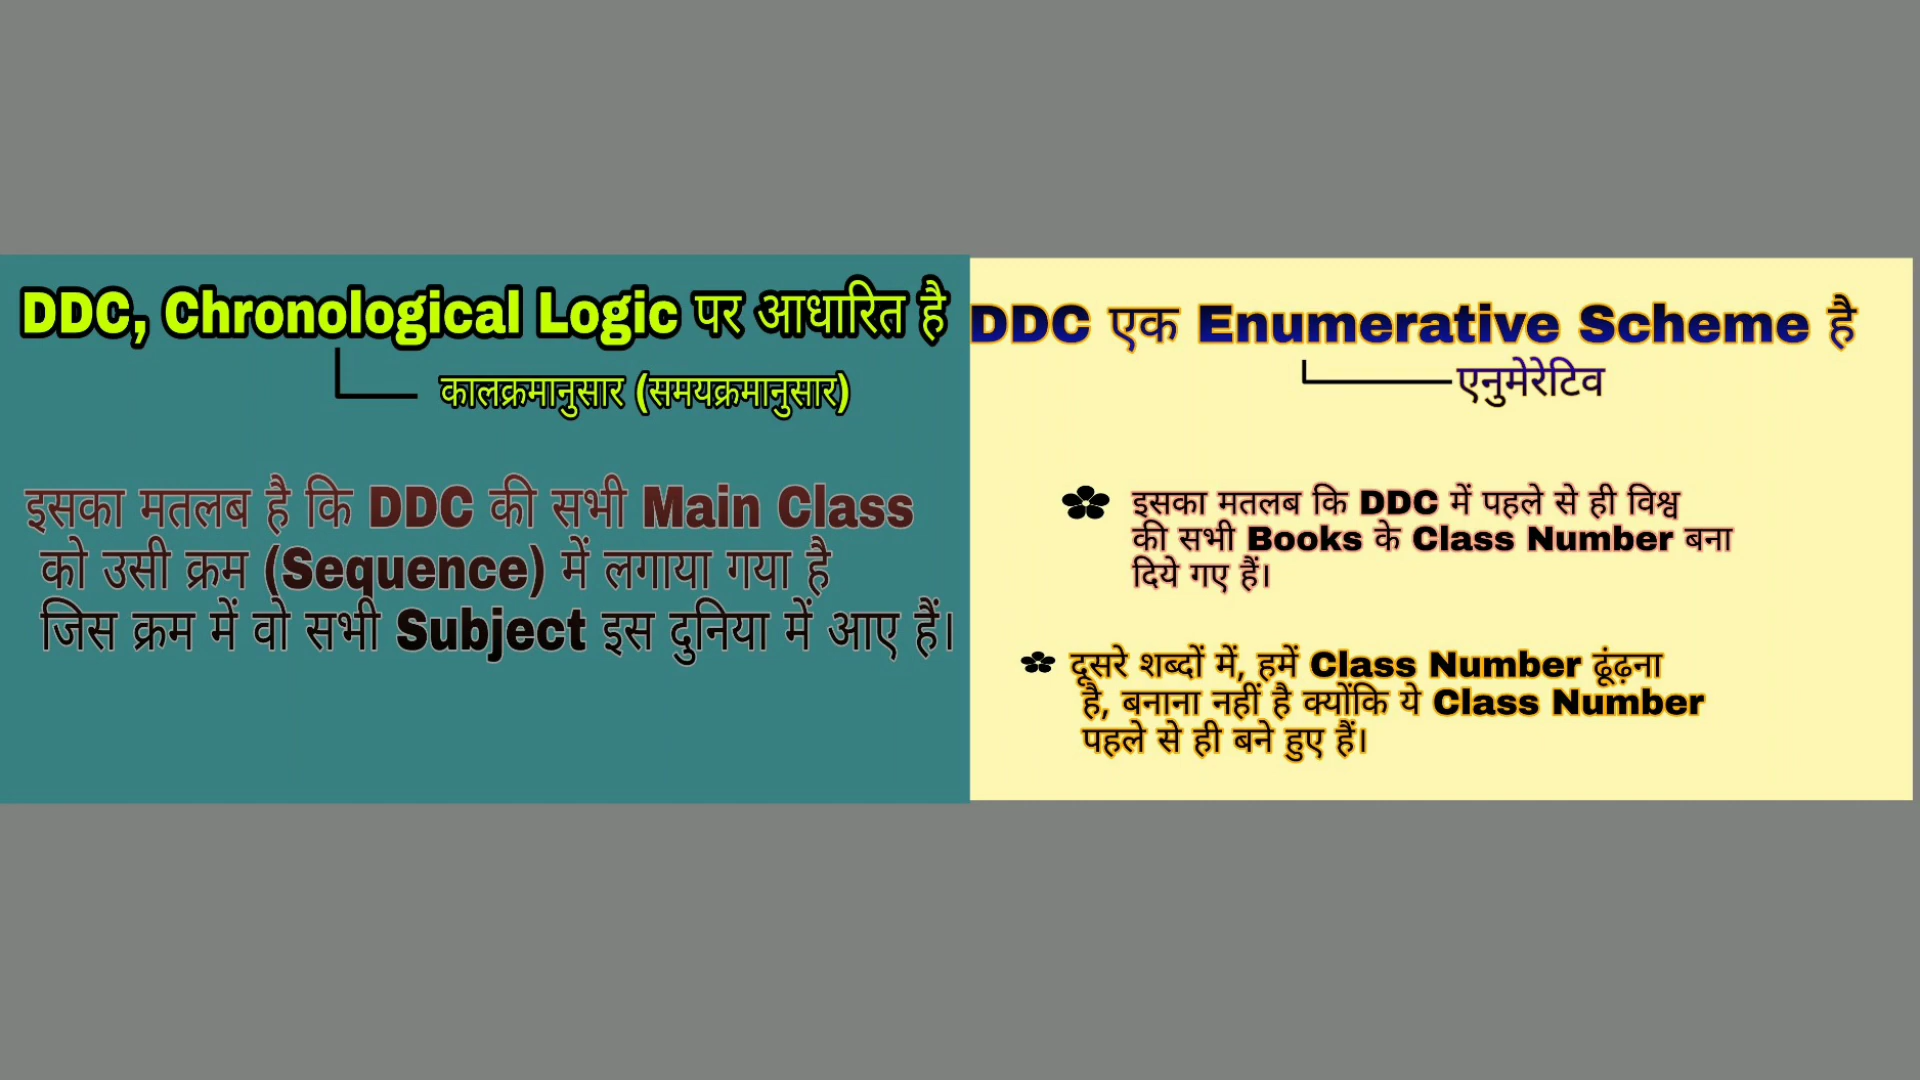 DDC, Chronological Logic पर आधारित है
कालक्रमानुसार (समयक्रमानुसार)
इसका मतलब है कि DDC की सभी Main Class
को उसी क्रम (Sequence) में लगाया गया है
जिस क्रम में वो सभी Subject इस दुनिया में आए हैं।
DDC एक Enumerative Scheme है
एनुमेरेटिव
इसका मतलब कि DDC में पहले से ही विश्व
की सभी Books के Class Number बना
दिये गए हैं।
दूसरे शब्दों में, हमें Class Number ढूंढ़ना
है, बनाना नहीं है क्योंकि ये Class Number
पहले से ही बने हुए हैं।